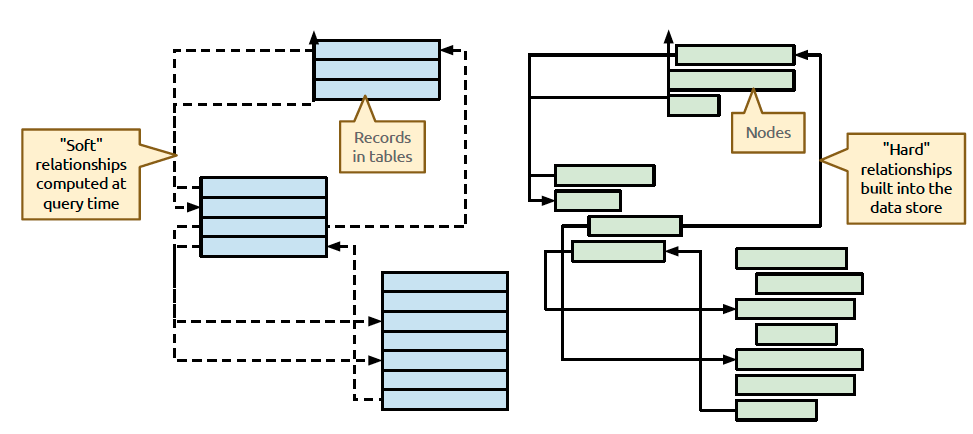 "Soft"
relationships
computed at
query time
Records
in tables
Nodes
"Hard"
relationships
built into the
data store